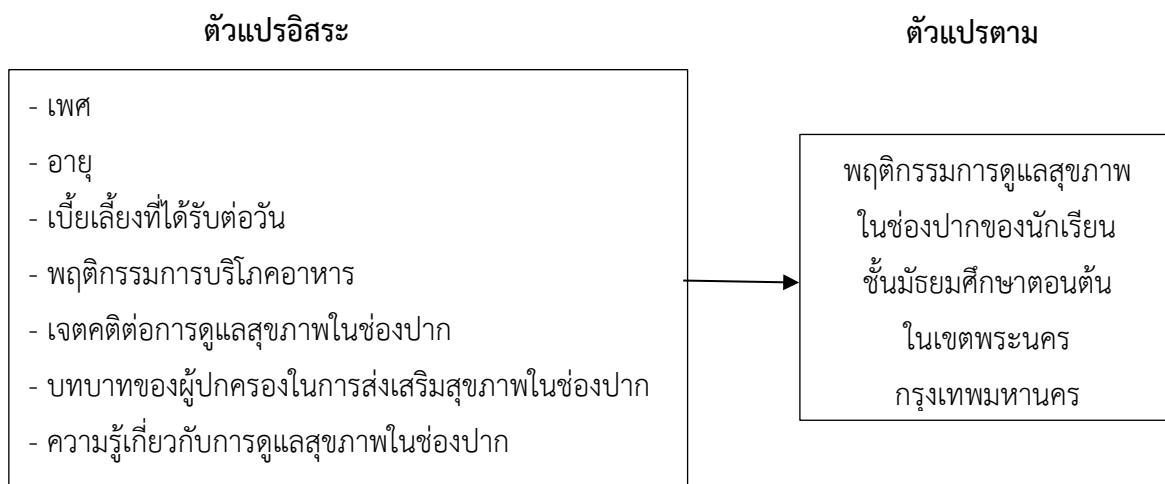 ตัวแปรอิสระ
ตัวแปรตาม
- เพศ
- อายุ
- เบี้ยเลี้ยงที่ได้รับต่อวัน
- พฤติกรรมการบริโภคอาหาร
- เจตคติต่อการดูแลสุขภาพในช่องปาก
- บทบาทของผู้ปกครองในการส่งเสริมสุขภาพในช่องปาก
- ความรู้เกี่ยวกับการดูแลสุขภาพในช่องปาก
พฤติกรรมการดูแลสุขภาพ
ในช่องปากของนักเรียน
ชั้นมัธยมศึกษาตอนต้น
ในเขตพระนคร
กรุงเทพมหานคร